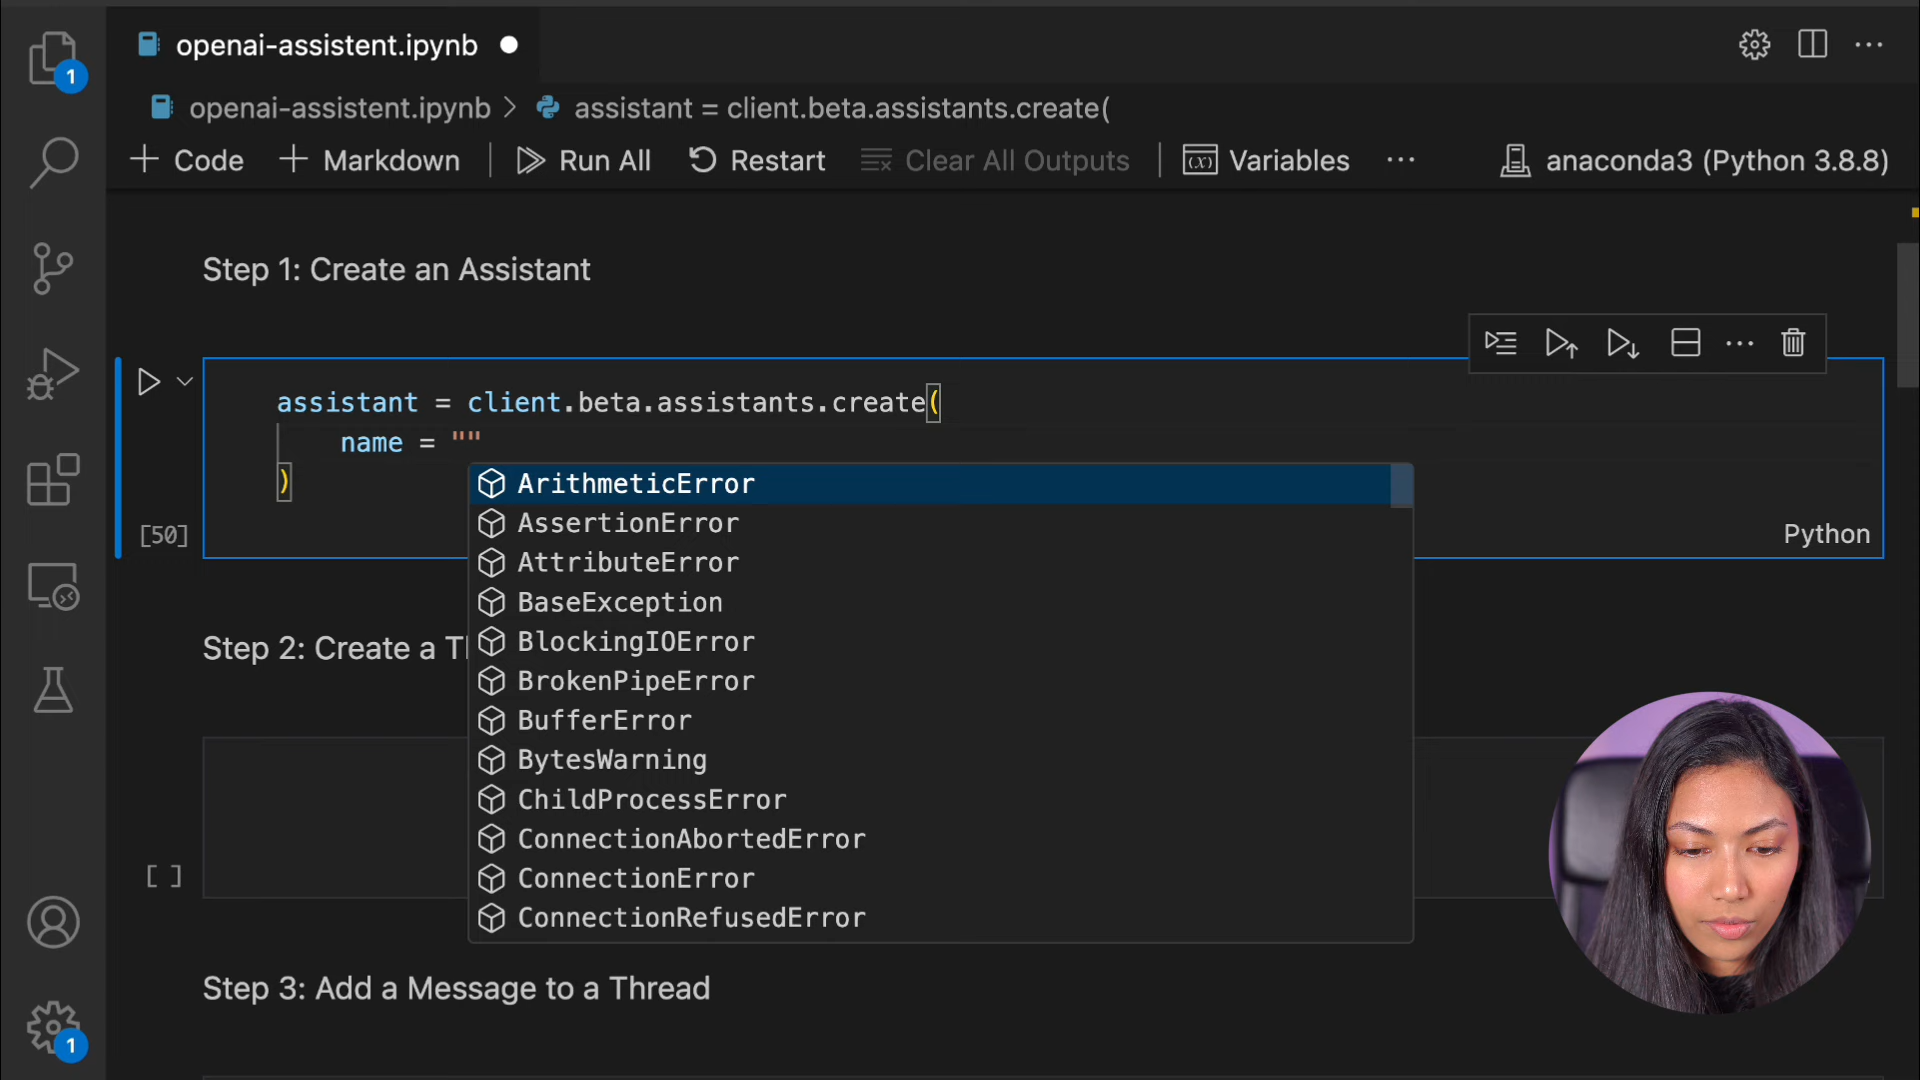 openai-assistent.ipynb
1
openai-assistent.ipynb > assistant = client.beta.assistants.create(
Code Markdown Run All Restart Clear All Outputs (x) Variables ··· anaconda3 (Python 3.8.8)
Step 1: Create an Assistant
assistant = client.beta.assistants.create(
name = ""
)
[50]
Python
ArithmeticError
AssertionError
AttributeError
BaseException
BlockingIOError
BrokenPipeError
BufferError
BytesWarning
ChildProcessError
ConnectionAbortedError
ConnectionError
ConnectionRefusedError
Step 2: Create a T
[ ]
Step 3: Add a Message to a Thread
1